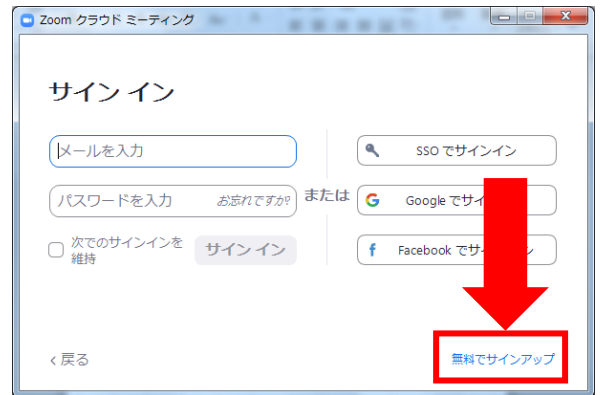 Zoom クラウド ミーティング
サイン イン
メールを入力
パスワードを入力 お忘れですか?
次でのサインインを
維持
サイン イン
または
SSO でサインイン
Google でサイ
Facebook でサ ン
< 戻る
無料でサインアップ